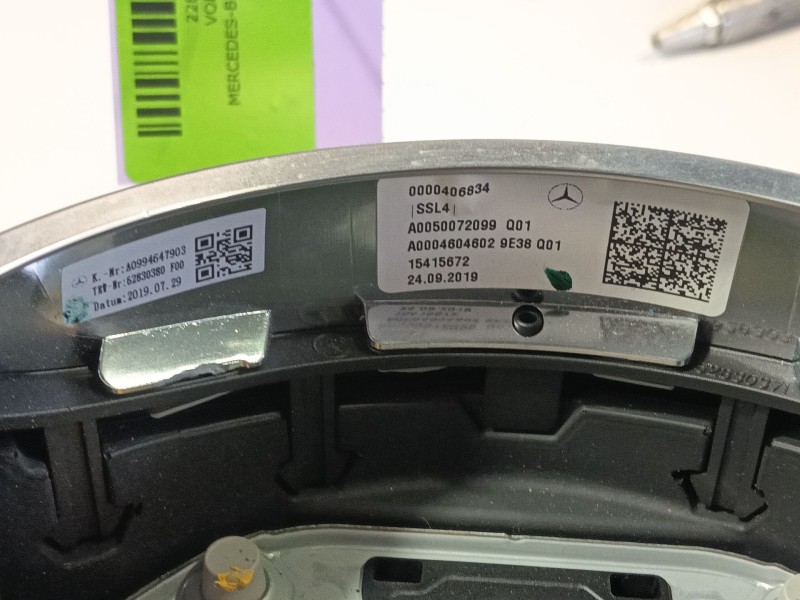 MERCEDES-B
0000406834
|SSL4|
A0050072099 Q01
A0004604602 9E38 Q01
15415672
24.09.2019
K.-Nr:A0994647903
TRW-Nr:62830380 F00
Datum:2019.07.29